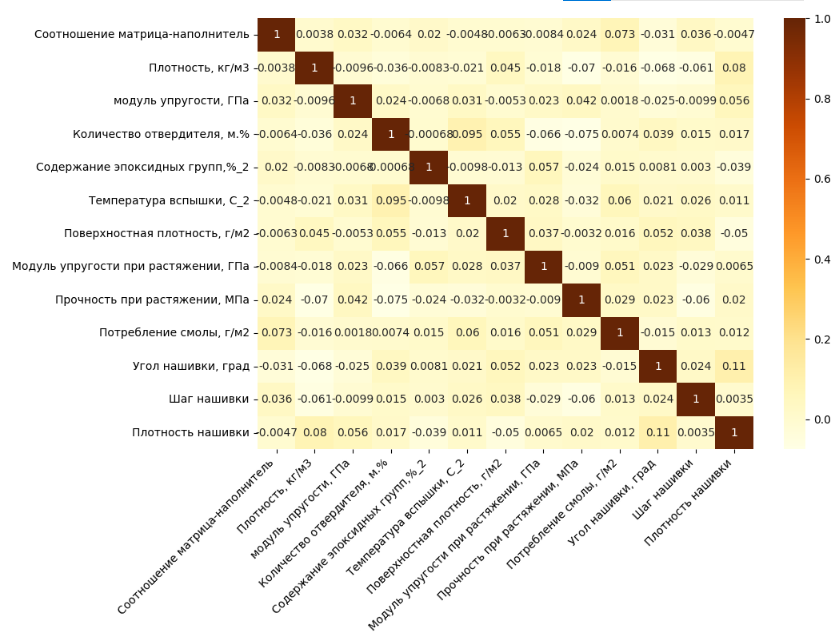 Соотношение матрица-наполнитель 1 0.0038 0.032 -0.0064 0.02 -0.0048 -0.0063 -0.0084 0.024 0.073 -0.031 0.036 -0.0047
Плотность, кг/м3 0.0038 1 -0.0096 -0.036 -0.0083 -0.021 0.045 -0.018 -0.07 -0.016 -0.068 -0.061 0.08
модуль упругости, ГПа 0.032 -0.0096 1 0.024 -0.0068 0.031 -0.0053 0.023 0.042 0.0018 -0.025 -0.0099 0.056
Количество отвердителя, м.% -0.0064 -0.036 0.024 1 0.00068 0.095 0.055 -0.066 -0.075 0.0074 0.039 0.015 0.017
Содержание эпоксидных групп,%_2 0.02 -0.0083 -0.0068 0.00068 1 -0.0098 -0.013 0.057 -0.024 0.015 0.0081 0.003 -0.039
Температура вспышки, С_2 -0.0048 -0.021 0.031 0.095 -0.0098 1 0.02 0.028 -0.032 0.06 0.021 0.026 0.011
Поверхностная плотность, г/м2 -0.0063 0.045 -0.0053 0.055 -0.013 0.02 1 0.037 -0.0032 0.016 0.052 0.038 -0.05
Модуль упругости при растяжении, ГПа -0.0084 -0.018 0.023 -0.066 0.057 0.028 0.037 1 -0.009 0.051 0.023 -0.029 0.0065
Прочность при растяжении, МПа 0.024 -0.07 0.042 -0.075 -0.024 -0.032 -0.0032 -0.009 1 0.029 0.023 -0.06 0.02
Потребление смолы, г/м2 0.073 -0.016 0.0018 0.0074 0.015 0.06 0.016 0.051 0.029 1 -0.015 0.013 0.012
Угол нашивки, град -0.031 -0.068 -0.025 0.039 0.0081 0.021 0.052 0.023 0.023 -0.015 1 0.024 0.11
Шаг нашивки 0.036 -0.061 -0.0099 0.015 0.003 0.026 0.038 -0.029 -0.06 0.013 0.024 1 0.0035
Плотность нашивки -0.0047 0.08 0.056 0.017 -0.039 0.011 -0.05 0.0065 0.02 0.012 0.11 0.0035 1
Соотношение матрица-наполнитель
Плотность, кг/м3
модуль упругости, ГПа
Количество отвердителя, м.%
Содержание эпоксидных групп,%_2
Температура вспышки, С_2
Поверхностная плотность, г/м2
Модуль упругости при растяжении, ГПа
Прочность при растяжении, МПа
Потребление смолы, г/м2
Угол нашивки, град
Шаг нашивки
Плотность нашивки
1.0
0.8
0.6
0.4
0.2
0.0